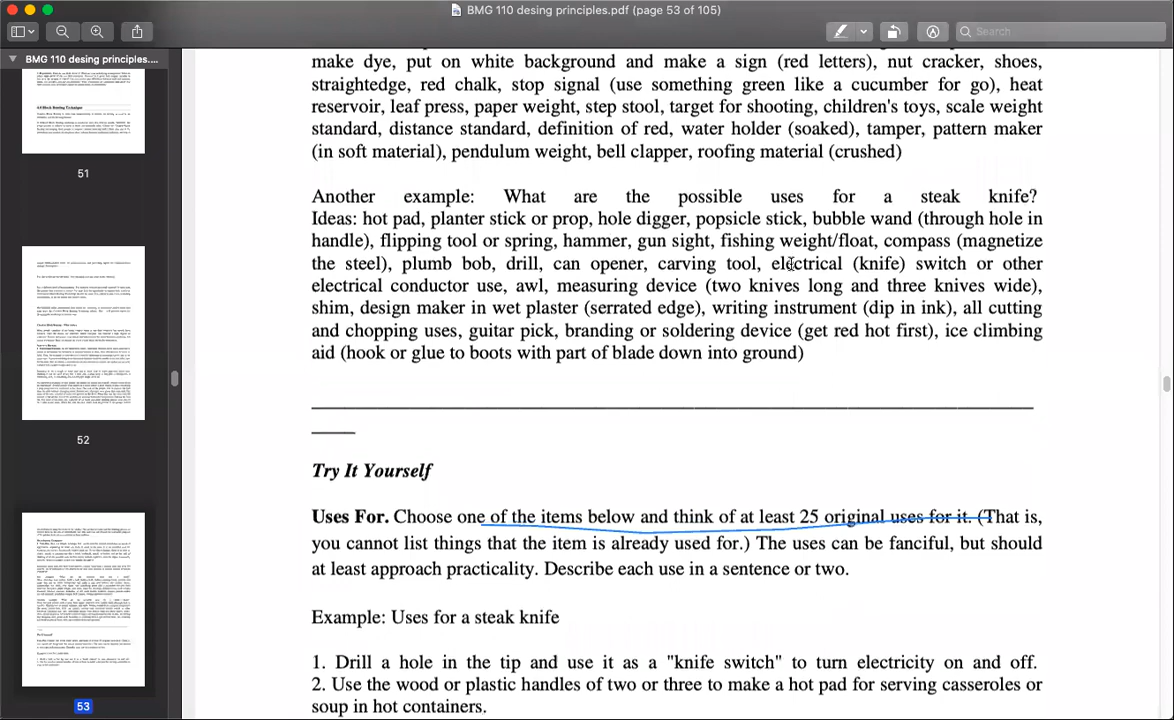 BMG 110 desing principles.pdf (page 53 of 105)
Search
BMG 110 desing principles....
51
52
53
make dye, put on white background and make a sign (red letters), nut cracker, shoes,
straightedge, red chalk, stop signal (use something green like a cucumber for go), heat
reservoir, leaf press, paper weight, step stool, target for shooting, children's toys, scale weight
standard, distance standard, definition of red, water holder (soaked), tamper, pattern maker
(in soft material), pendulum weight, bell clapper, roofing material (crushed)
Another example: What are the possible uses for a steak knife?
Ideas: hot pad, planter stick or prop, hole digger, popsicle stick, bubble wand (through hole in
handle), flipping tool or spring, hammer, gun sight, fishing weight/float, compass (magnetize
the steel), plumb bob, drill, can opener, carving tool, electrical (knife) switch or other
electrical conductor use, awl, measuring device (two knives long and three knives wide),
shim, design maker in wet plaster (serrated edge), writing instrument (dip in ink), all cutting
and chopping uses, guitar pick, branding or soldering device (get red hot first), ice climbing
aid (hook or glue to boots with part of blade down into ground)
Try It Yourself
Uses For. Choose one of the items below and think of at least 25 original uses for it. (That is,
you cannot list things that the item is already used for.) The uses can be fanciful, but should
at least approach practicality. Describe each use in a sentence or two.
Example: Uses for a steak knife
1. Drill a hole in the tip and use it as a "knife switch" to turn electricity on and off.
2. Use the wood or plastic handles of two or three to make a hot pad for serving casseroles or
soup in hot containers.